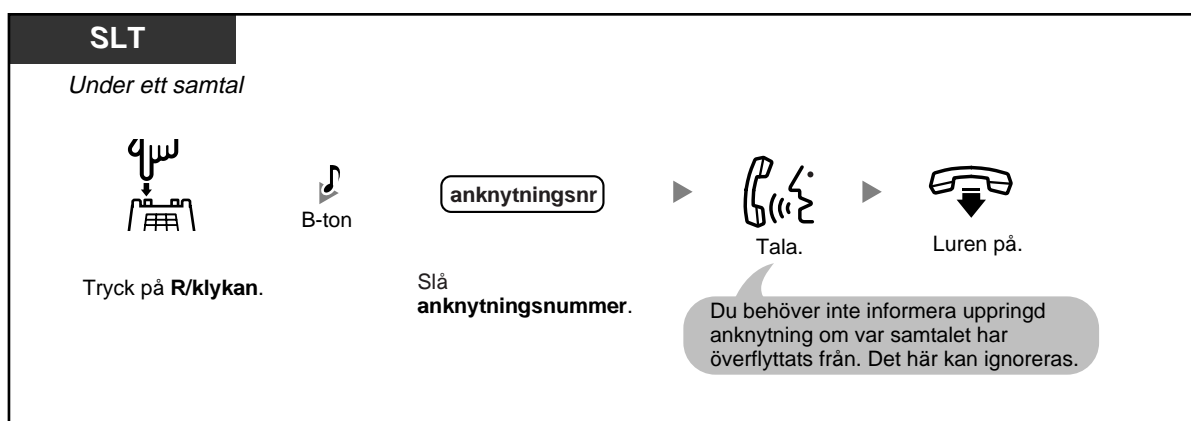 SLT
Under ett samtal
B-ton
anknytningsnr
Tala.
Luren på.
Tryck på R/klykan.
Slå
anknytningsnummer.
Du behöver inte informera uppringd
anknytning om var samtalet har
överflyttats från. Det här kan ignoreras.